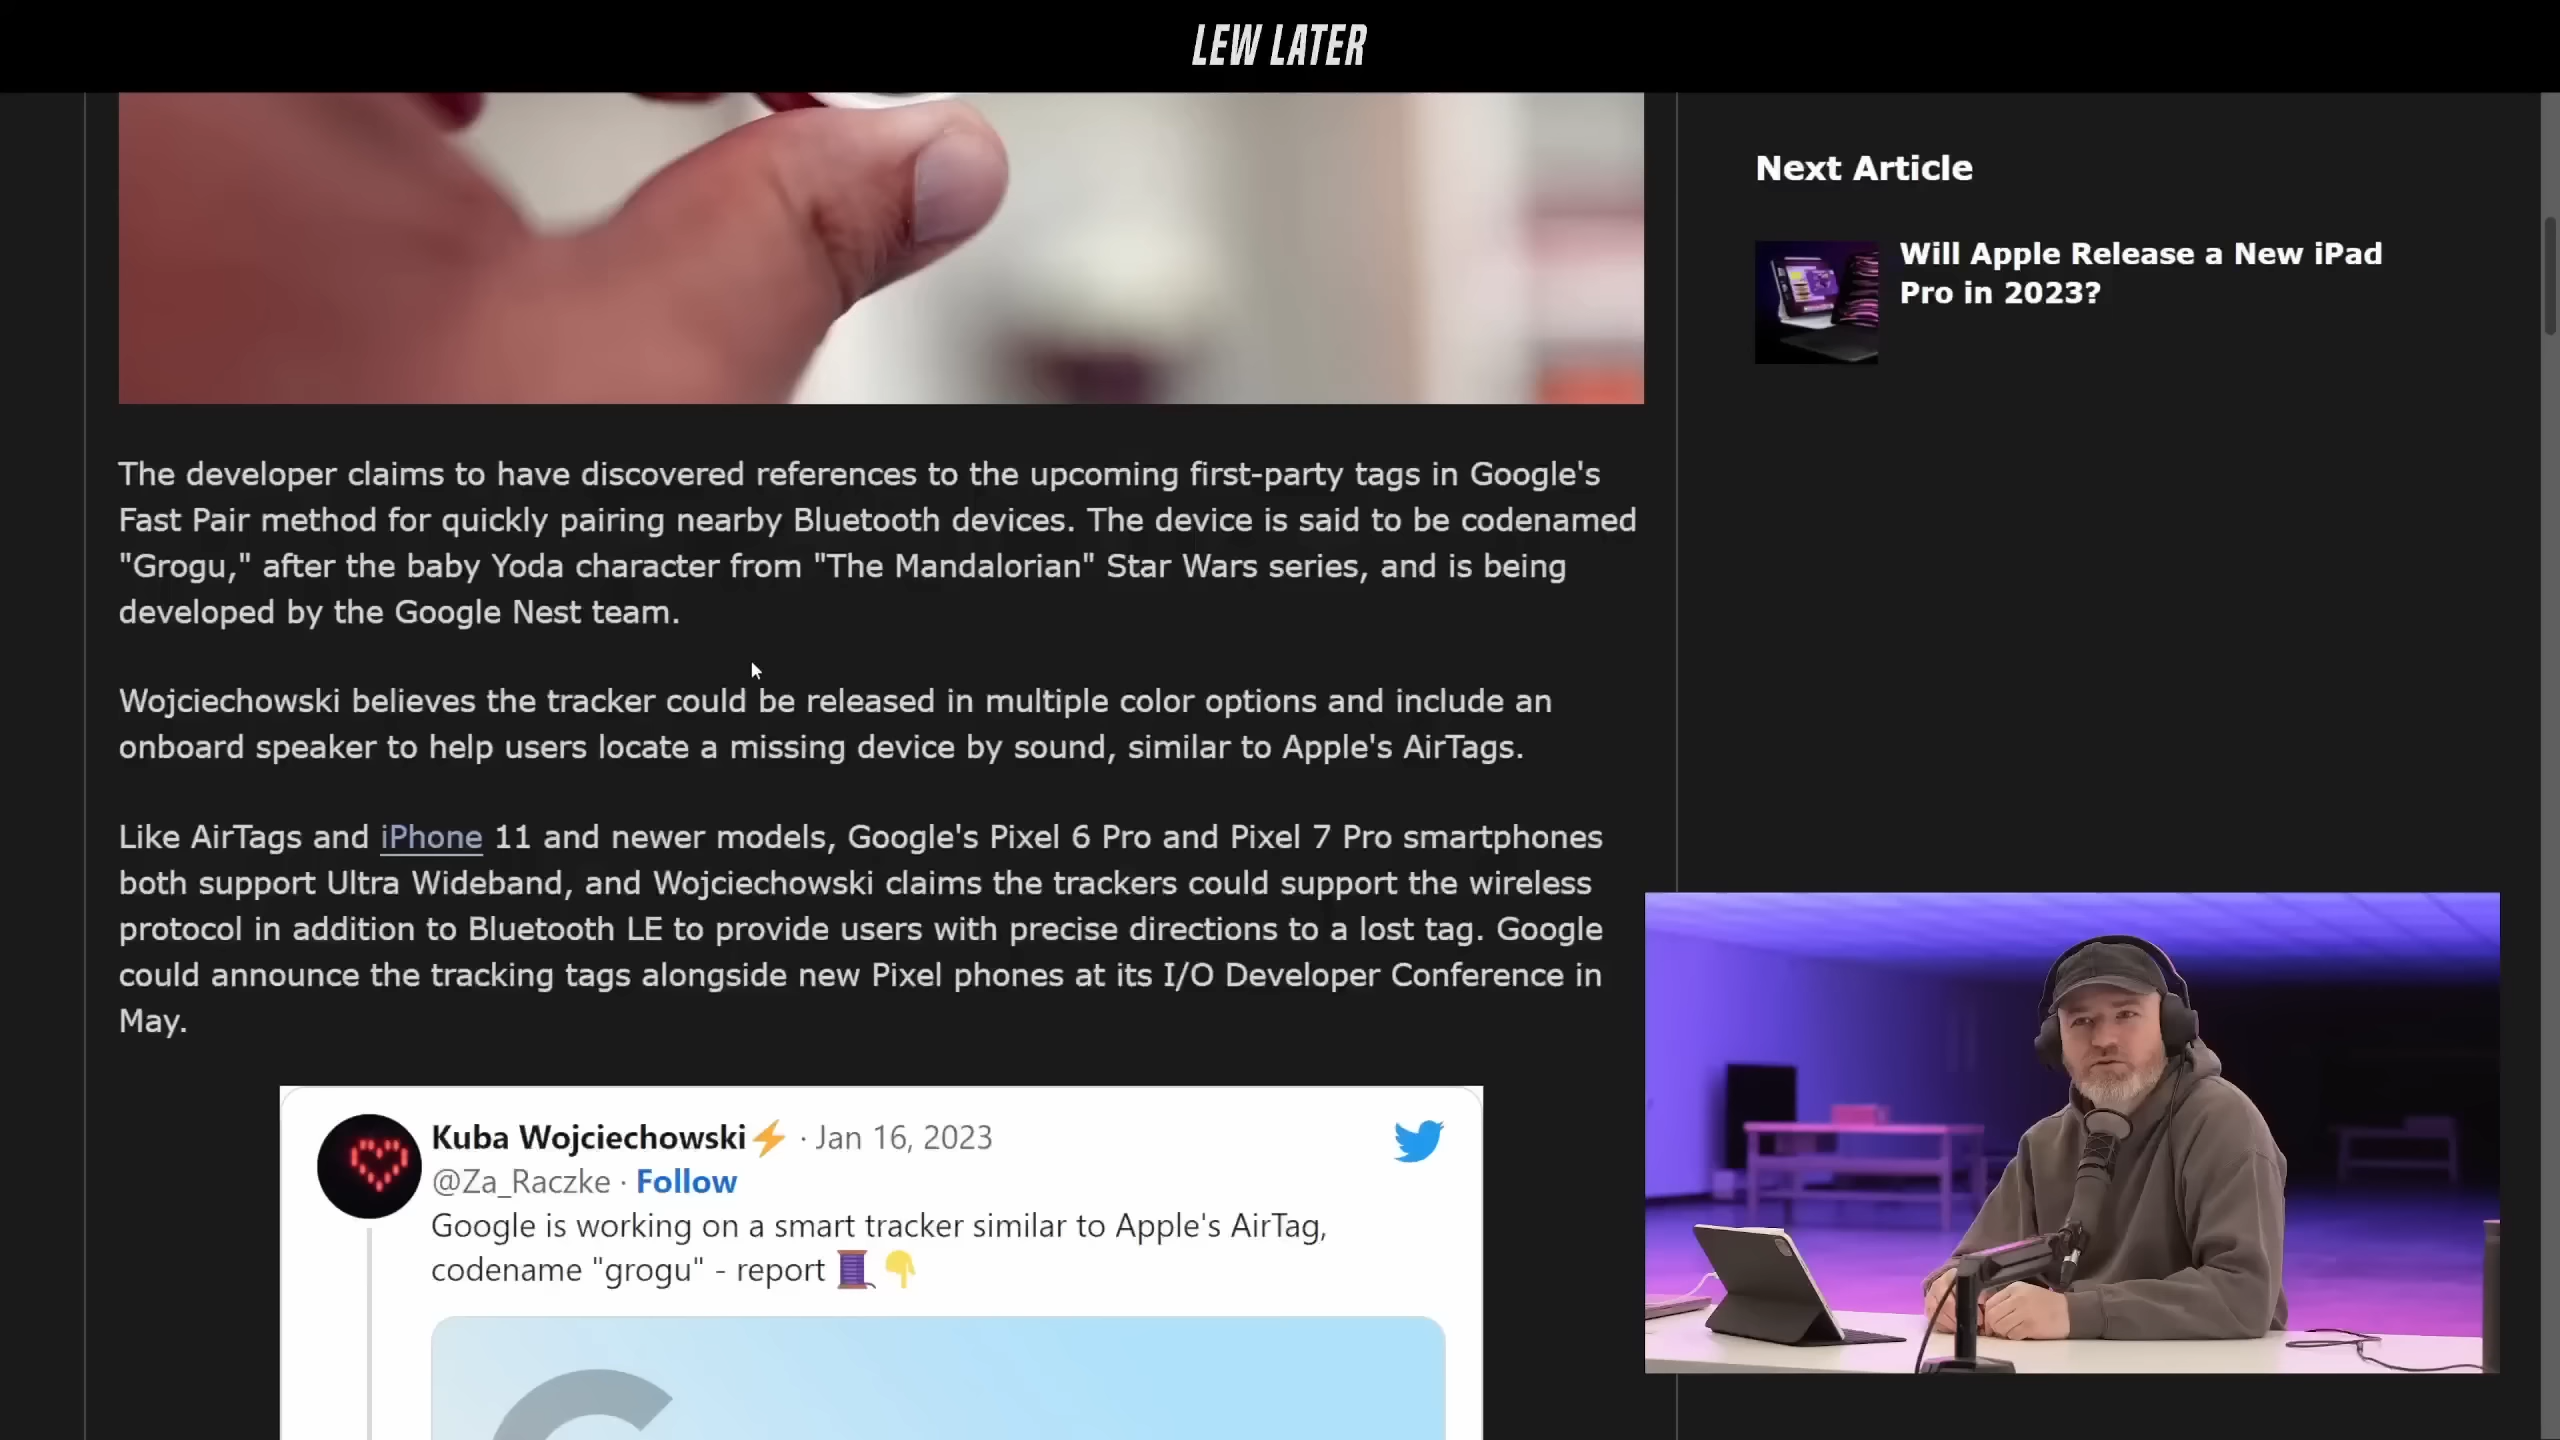 LEW LATER
Next Article
Will Apple Release a New iPad
Pro in 2023?
The developer claims to have discovered references to the upcoming first-party tags in Google's
Fast Pair method for quickly pairing nearby Bluetooth devices. The device is said to be codenamed
"Grogu," after the baby Yoda character from "The Mandalorian" Star Wars series, and is being
developed by the Google Nest team.
Wojciechowski believes the tracker could be released in multiple color options and include an
onboard speaker to help users locate a missing device by sound, similar to Apple's AirTags.
Like AirTags and iPhone 11 and newer models, Google's Pixel 6 Pro and Pixel 7 Pro smartphones
both support Ultra Wideband, and Wojciechowski claims the trackers could support the wireless
protocol in addition to Bluetooth LE to provide users with precise directions to a lost tag. Google
could announce the tracking tags alongside new Pixel phones at its I/O Developer Conference in
May.
Kuba Wojciechowski⚡ · Jan 16, 2023
@Za_Raczke · Follow
Google is working on a smart tracker similar to Apple's AirTag,
codename "grogu" - report 🧵👇